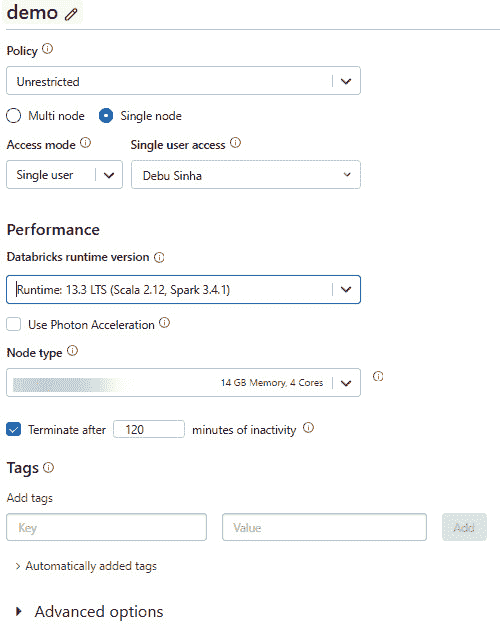 demo
Policy
Unrestricted
Multi node Single node
Access mode Single user access
Single user Debu Sinha
Performance
Databricks runtime version
Runtime: 13.3 LTS (Scala 2.12, Spark 3.4.1)
Use Photon Acceleration
Node type
14 GB Memory, 4 Cores
Terminate after 120 minutes of inactivity
Tags
Add tags
Key Value Add
Automatically added tags
Advanced options